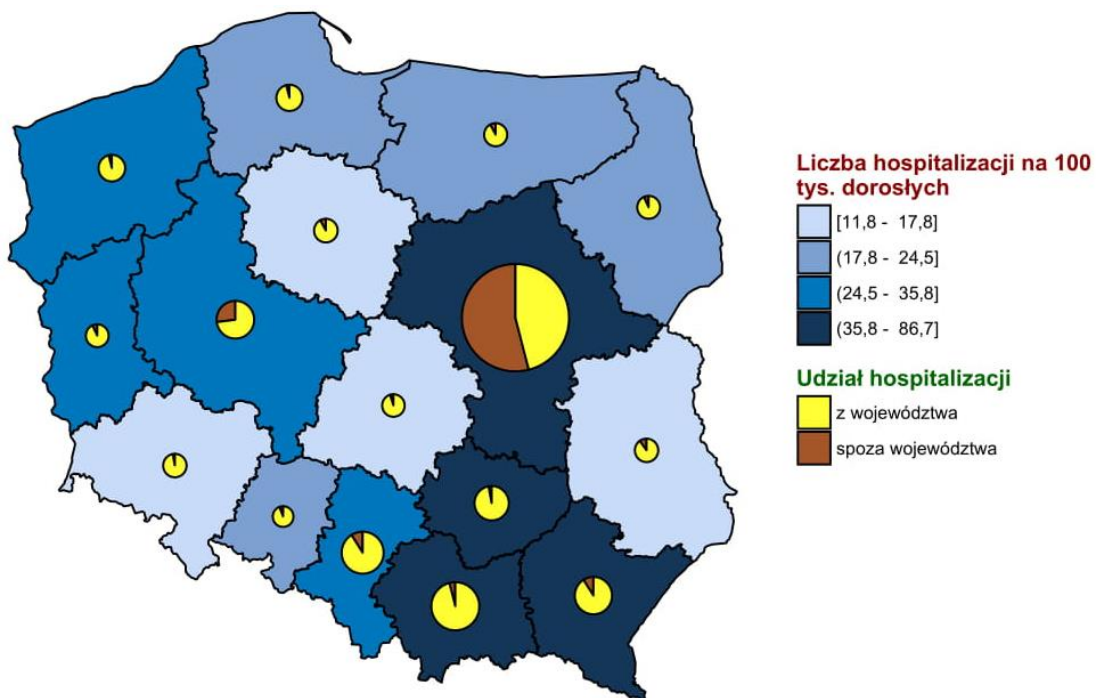 Liczba hospitalizacji na 100
tys. dorosłych
[11,8 - 17,8]
(17,8 - 24,5]
(24,5 - 35,8]
(35,8 - 86,7]
Udział hospitalizacji
z województwa
spoza województwa